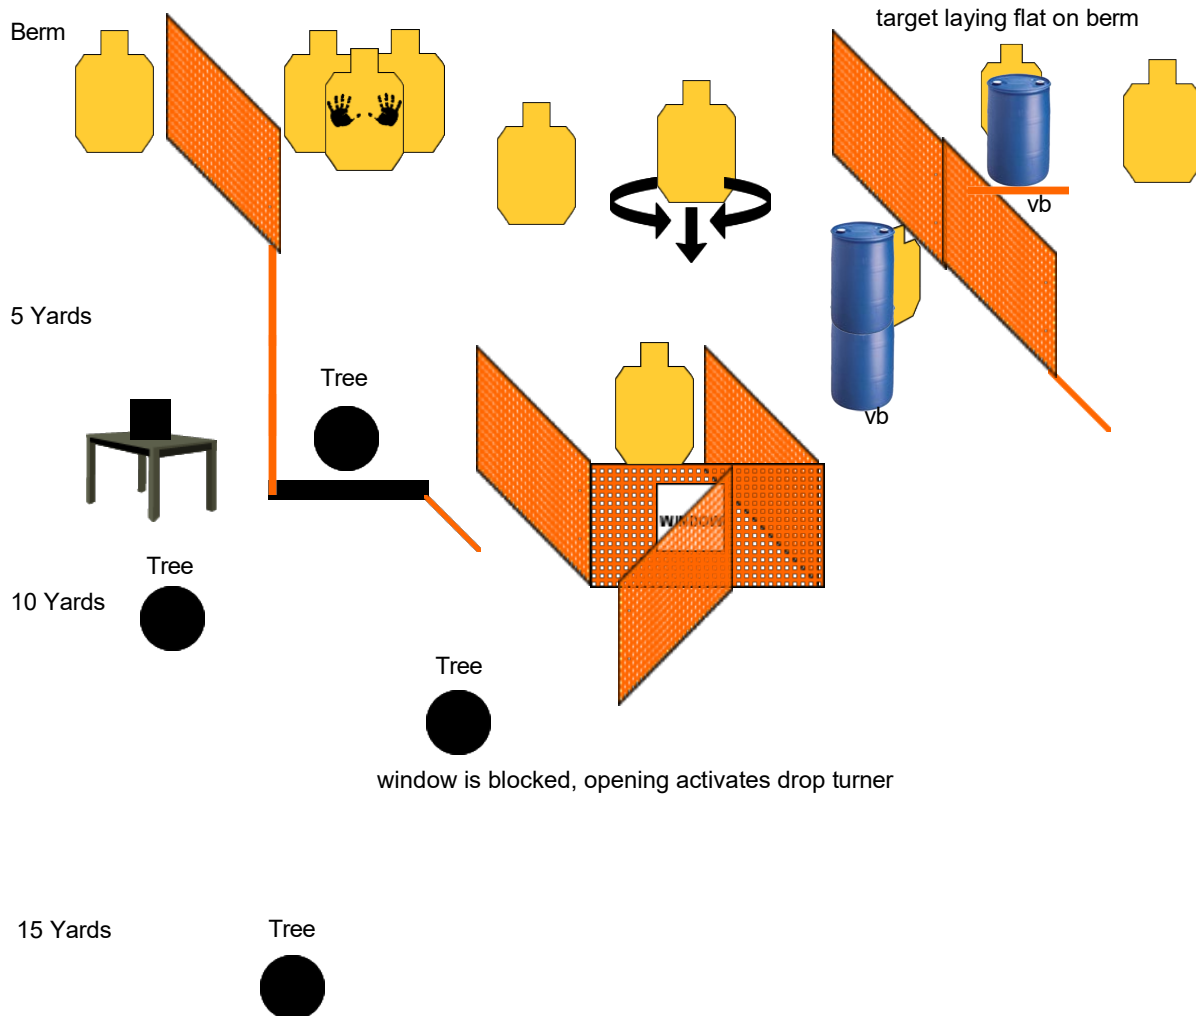 target laying flat on berm
Berm
vb
5 Yards
Tree
vb
WINDOW
Tree
10 Yards
Tree
window is blocked, opening activates drop turner
15 Yards
Tree